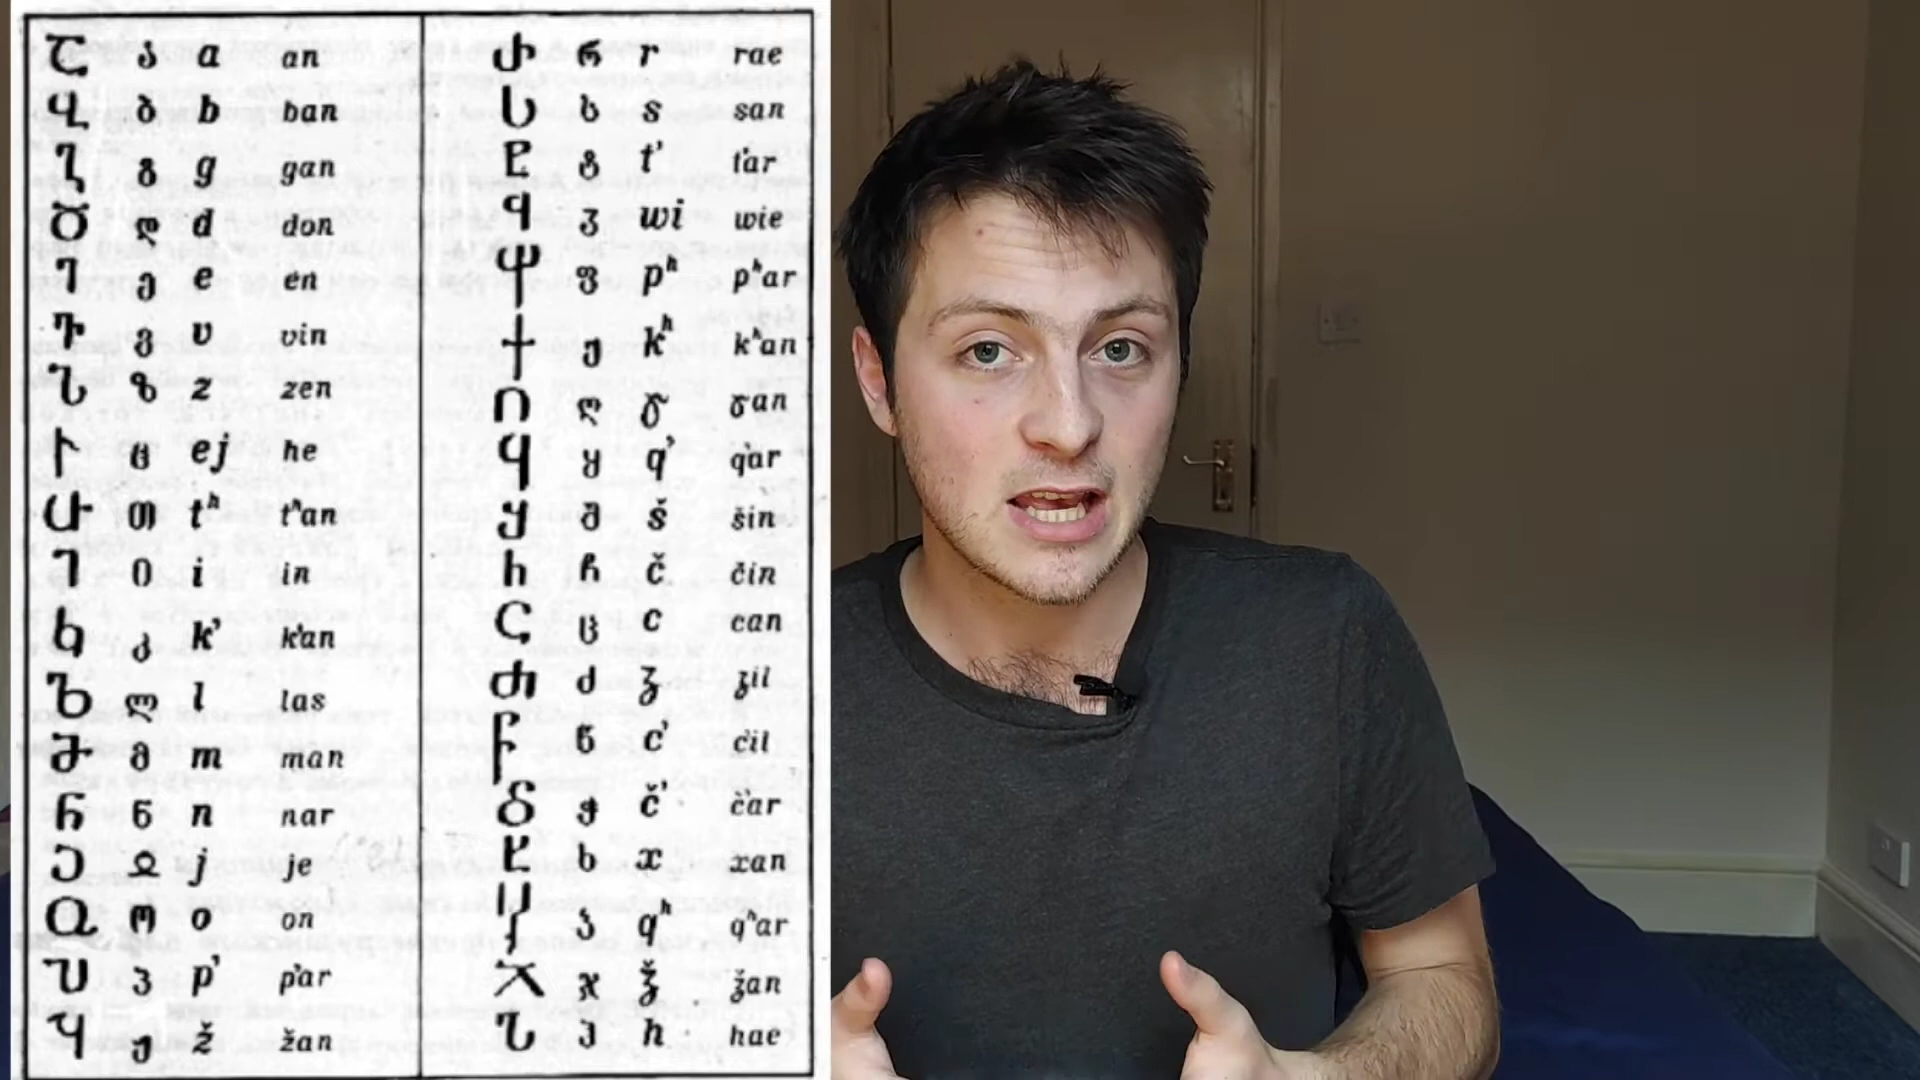 Ⴀ ა a an
Ⴁ ბ b ban
Ⴂ გ g gan
Ⴃ დ d don
Ⴄ ე e en
Ⴅ ვ v vin
Ⴆ ზ z zen
Ⴡ ჱ ej he
Ⴇ თ tʰ tʰan
Ⴈ ი i in
Ⴉ კ k’ k’an
Ⴊ ლ l las
Ⴋ მ m man
Ⴌ ნ n nar
Ⴢ ჲ j je
Ⴍ ო o on
Ⴎ პ p’ p’ar
Ⴏ ჟ ž žan
Ⴐ რ r rae
Ⴑ ს s san
Ⴒ ტ t’ t’ar
Ⴣ ჳ wi wie
Ⴔ ფ pʰ pʰar
Ⴕ ქ kʰ kʰan
Ⴖ ღ
Ⴗ ყ q’ q’ar
Ⴘ შ š šin
Ⴙ ჩ č čin
Ⴚ ც c can
Ⴛ ძ ʒ ʒil
Ⴜ წ c’ c’il
Ⴝ ჭ č’ č’ar
Ⴞ ხ x xan
Ⴤ ჴ qʰ qʰar
Ⴟ ჯ ǯ ǯan
Ⴠ ჰ h hae